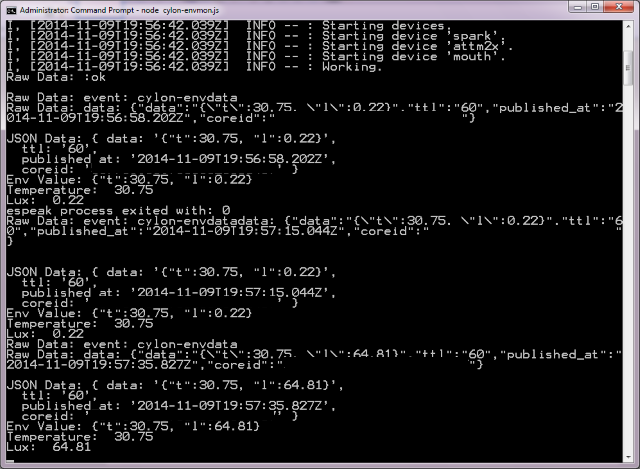 Administrator: Command Prompt - node cylon-envmon.js
I, [2014-11-09T19:56:42.039Z]  INFO -- : Starting devices.
I, [2014-11-09T19:56:42.039Z]  INFO -- : Starting device 'spark'.
I, [2014-11-09T19:56:42.039Z]  INFO -- : Starting device 'attm2x'.
I, [2014-11-09T19:56:42.039Z]  INFO -- : Starting device 'mouth'.
I, [2014-11-09T19:56:42.039Z]  INFO -- : Working.
Raw Data: :ok
Raw Data: event: cylon-envdata
Raw Data: data: {"data":"{\"t\":30.75, \"l\":0.22}","ttl":"60","published_at":"2
014-11-09T19:56:58.202Z","coreid":" "}
JSON Data: { data: '{"t":30.75, "l":0.22}',
ttl: '60',
published_at: '2014-11-09T19:56:58.202Z',
coreid: ' ' }
Env Value: {"t":30.75, "l":0.22}
Temperature:  30.75
Lux:  0.22
espeak process exited with: 0
Raw Data: event: cylon-envdatadata: {"data":"{\"t\":30.75, \"l\":0.22}","ttl":"6
0","published_at":"2014-11-09T19:57:15.044Z","coreid":" "
}
JSON Data: { data: '{"t":30.75, "l":0.22}',
ttl: '60',
published_at: '2014-11-09T19:57:15.044Z',
coreid: ' ' }
Env Value: {"t":30.75, "l":0.22}
Temperature:  30.75
Lux:  0.22
Raw Data: event: cylon-envdata
Raw Data: data: {"data":"{\"t\":30.75, \"l\":64.81}","ttl":"60","published_at":"
2014-11-09T19:57:35.827Z","coreid":" "}
JSON Data: { data: '{"t":30.75, "l":64.81}',
ttl: '60',
published_at: '2014-11-09T19:57:35.827Z',
coreid: ' ' }
Env Value: {"t":30.75, "l":64.81}
Temperature:  30.75
Lux:  64.81